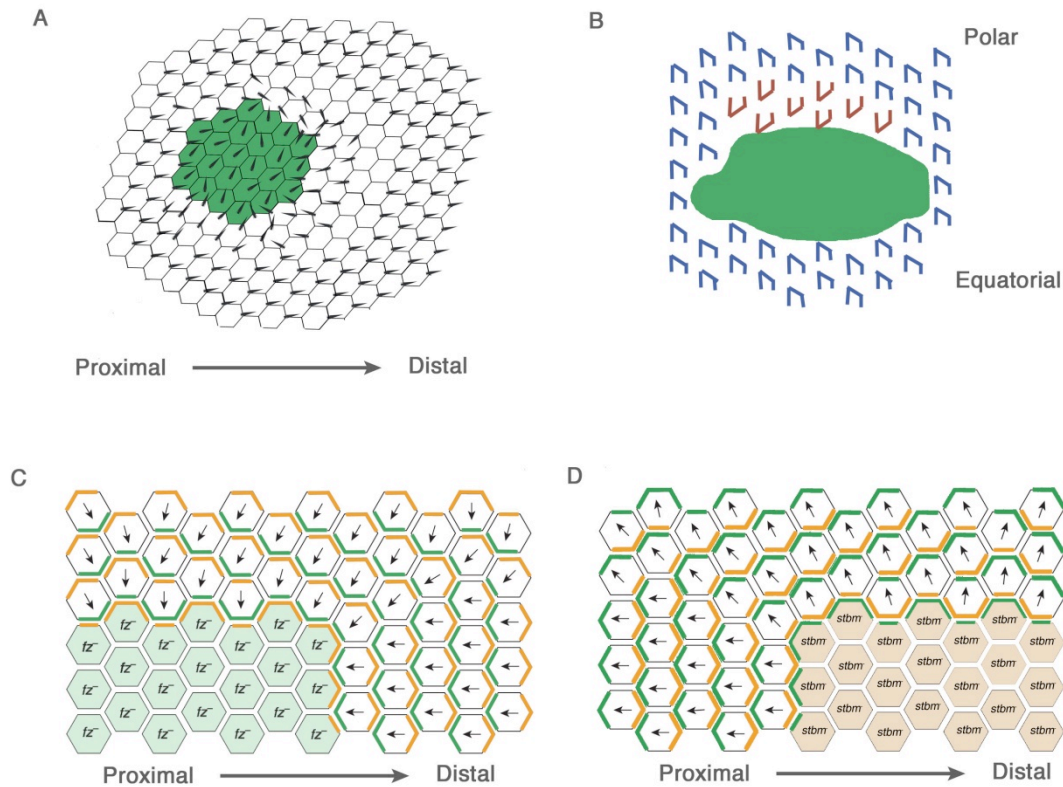 A
B
Polar
Equatorial
Proximal
Distal
C
fz– fz– fz–
fz– fz– fz– fz–
fz– fz– fz–
fz– fz– fz– fz–
fz– fz– fz–
fz– fz– fz– fz–
Proximal
Distal
D
stbm stbm stbm
stbm stbm stbm stbm
stbm stbm stbm
stbm stbm stbm stbm
stbm stbm stbm
stbm stbm stbm stbm
Proximal
Distal